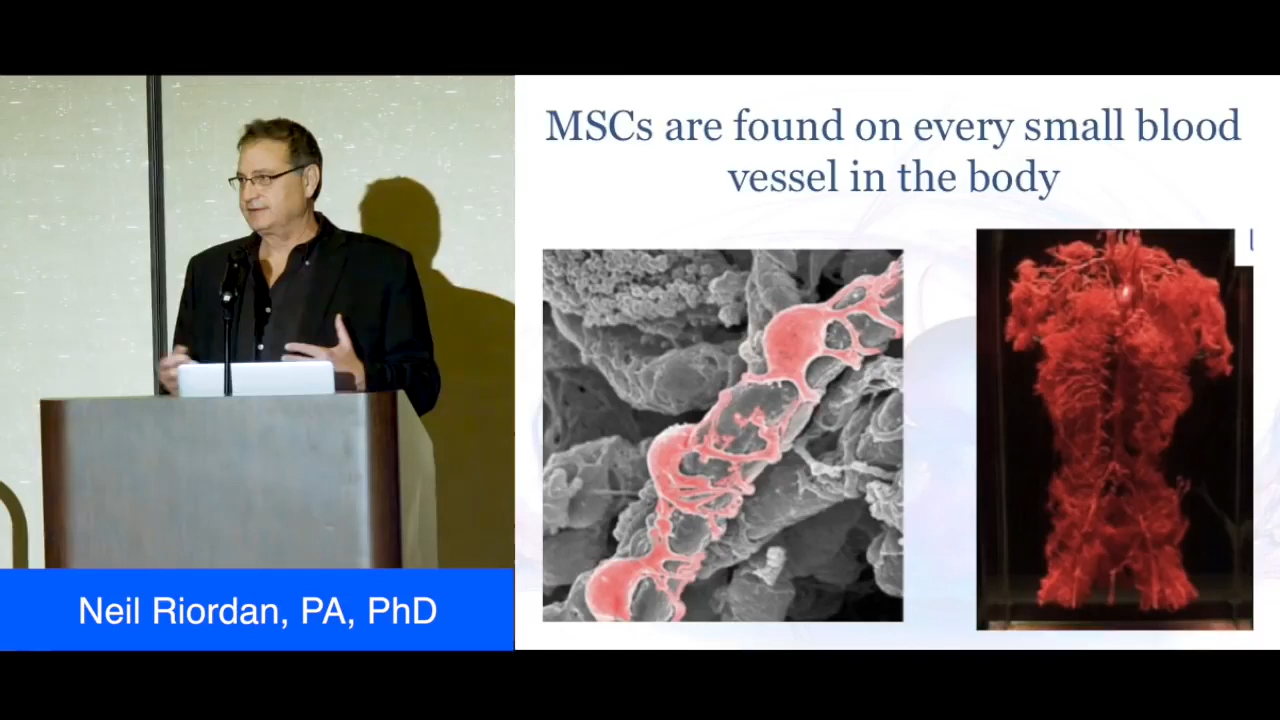 MSCs are found on every small blood
vessel in the body
Neil Riordan, PA, PhD